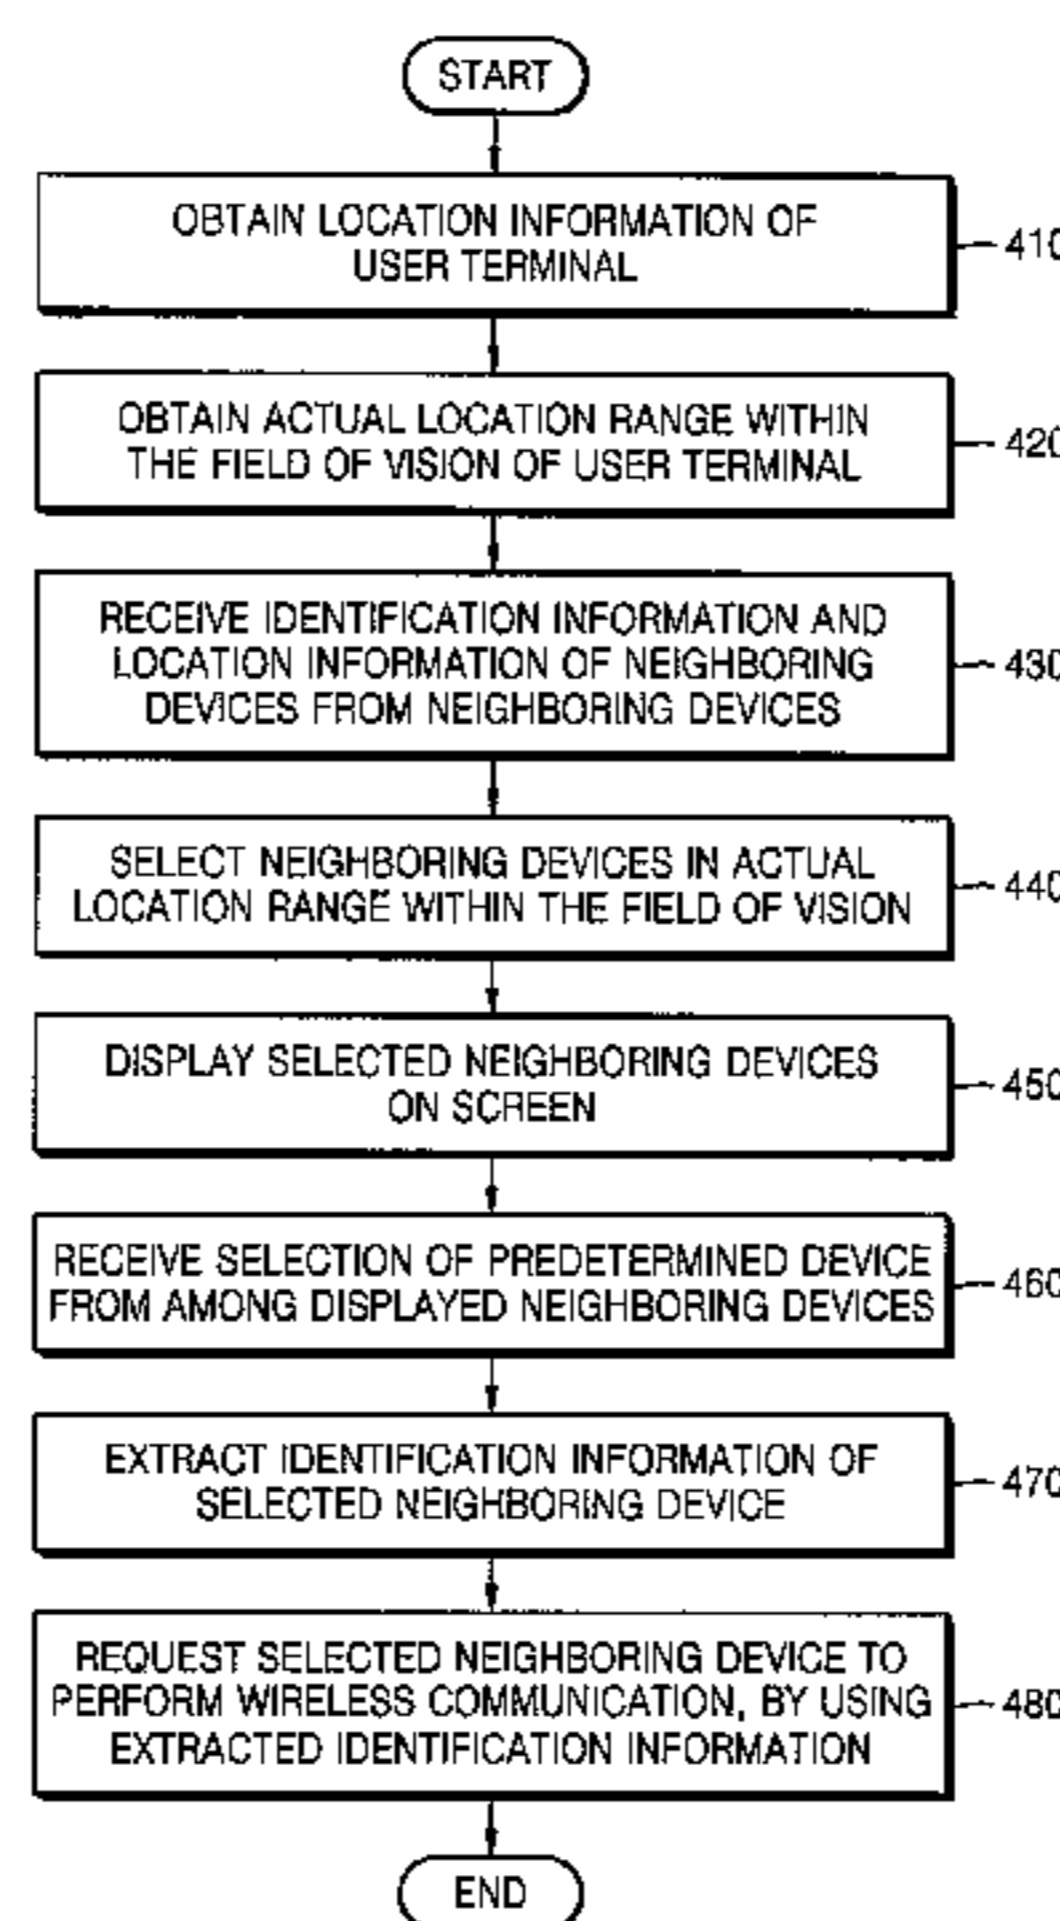 START
OBTAIN LOCATION INFORMATION OF
USER TERMINAL
410
OBTAIN ACTUAL LOCATION RANGE WITHIN
THE FIELD OF VISION OF USER TERMINAL
420
RECEIVE IDENTIFICATION INFORMATION AND
LOCATION INFORMATION OF NEIGHBORING
DEVICES FROM NEIGHBORING DEVICES
430
SELECT NEIGHBORING DEVICES IN ACTUAL
LOCATION RANGE WITHIN THE FIELD OF VISION
440
DISPLAY SELECTED NEIGHBORING DEVICES
ON SCREEN
450
RECEIVE SELECTION OF PREDETERMINED DEVICE
FROM AMONG DISPLAYED NEIGHBORING DEVICES
460
EXTRACT IDENTIFICATION INFORMATION OF
SELECTED NEIGHBORING DEVICE
470
REQUEST SELECTED NEIGHBORING DEVICE TO
PERFORM WIRELESS COMMUNICATION, BY USING
EXTRACTED IDENTIFICATION INFORMATION
480
END